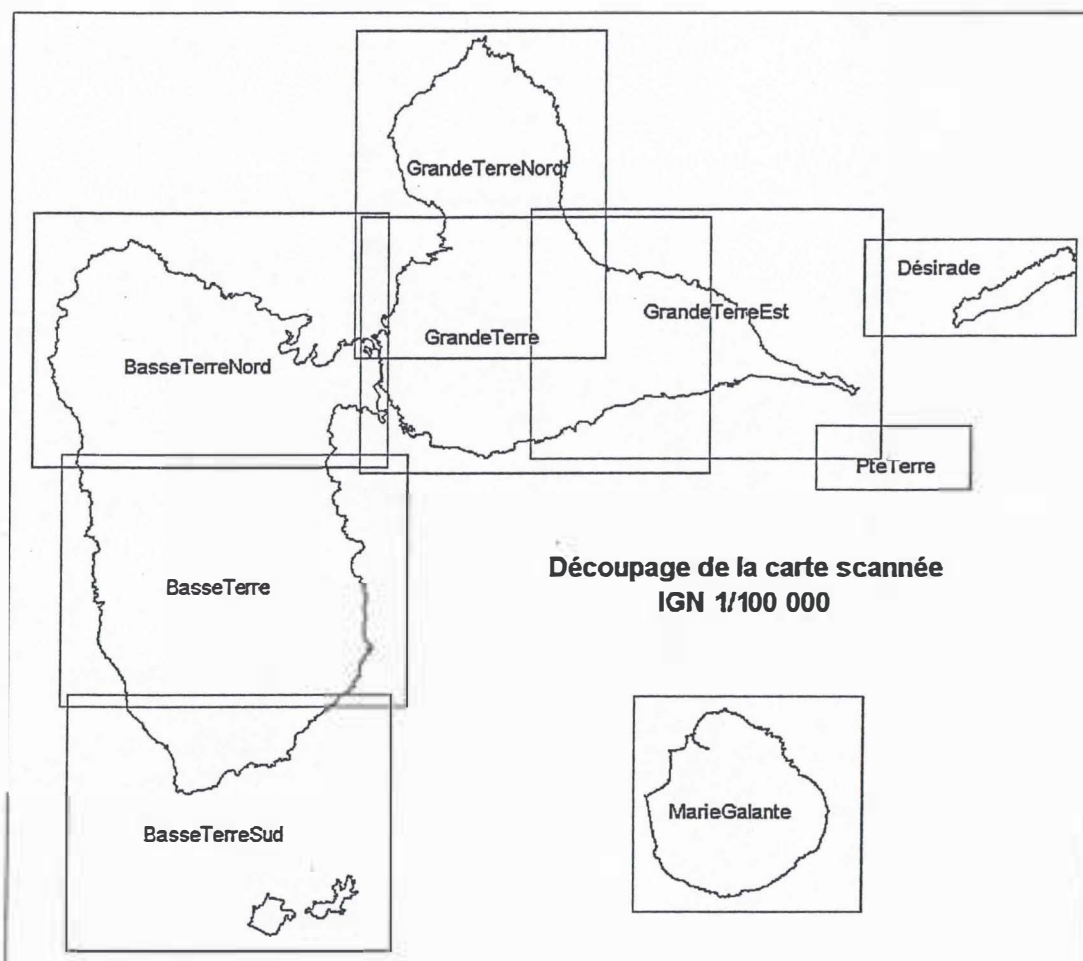 GrandeTerreNord
Désirade
GrandeTerreEst
GrandeTerre
BasseTerreNord
PteTerre
Découpage de la carte scannée
IGN 1/100 000
BasseTerre
MarieGalante
BasseTerreSud